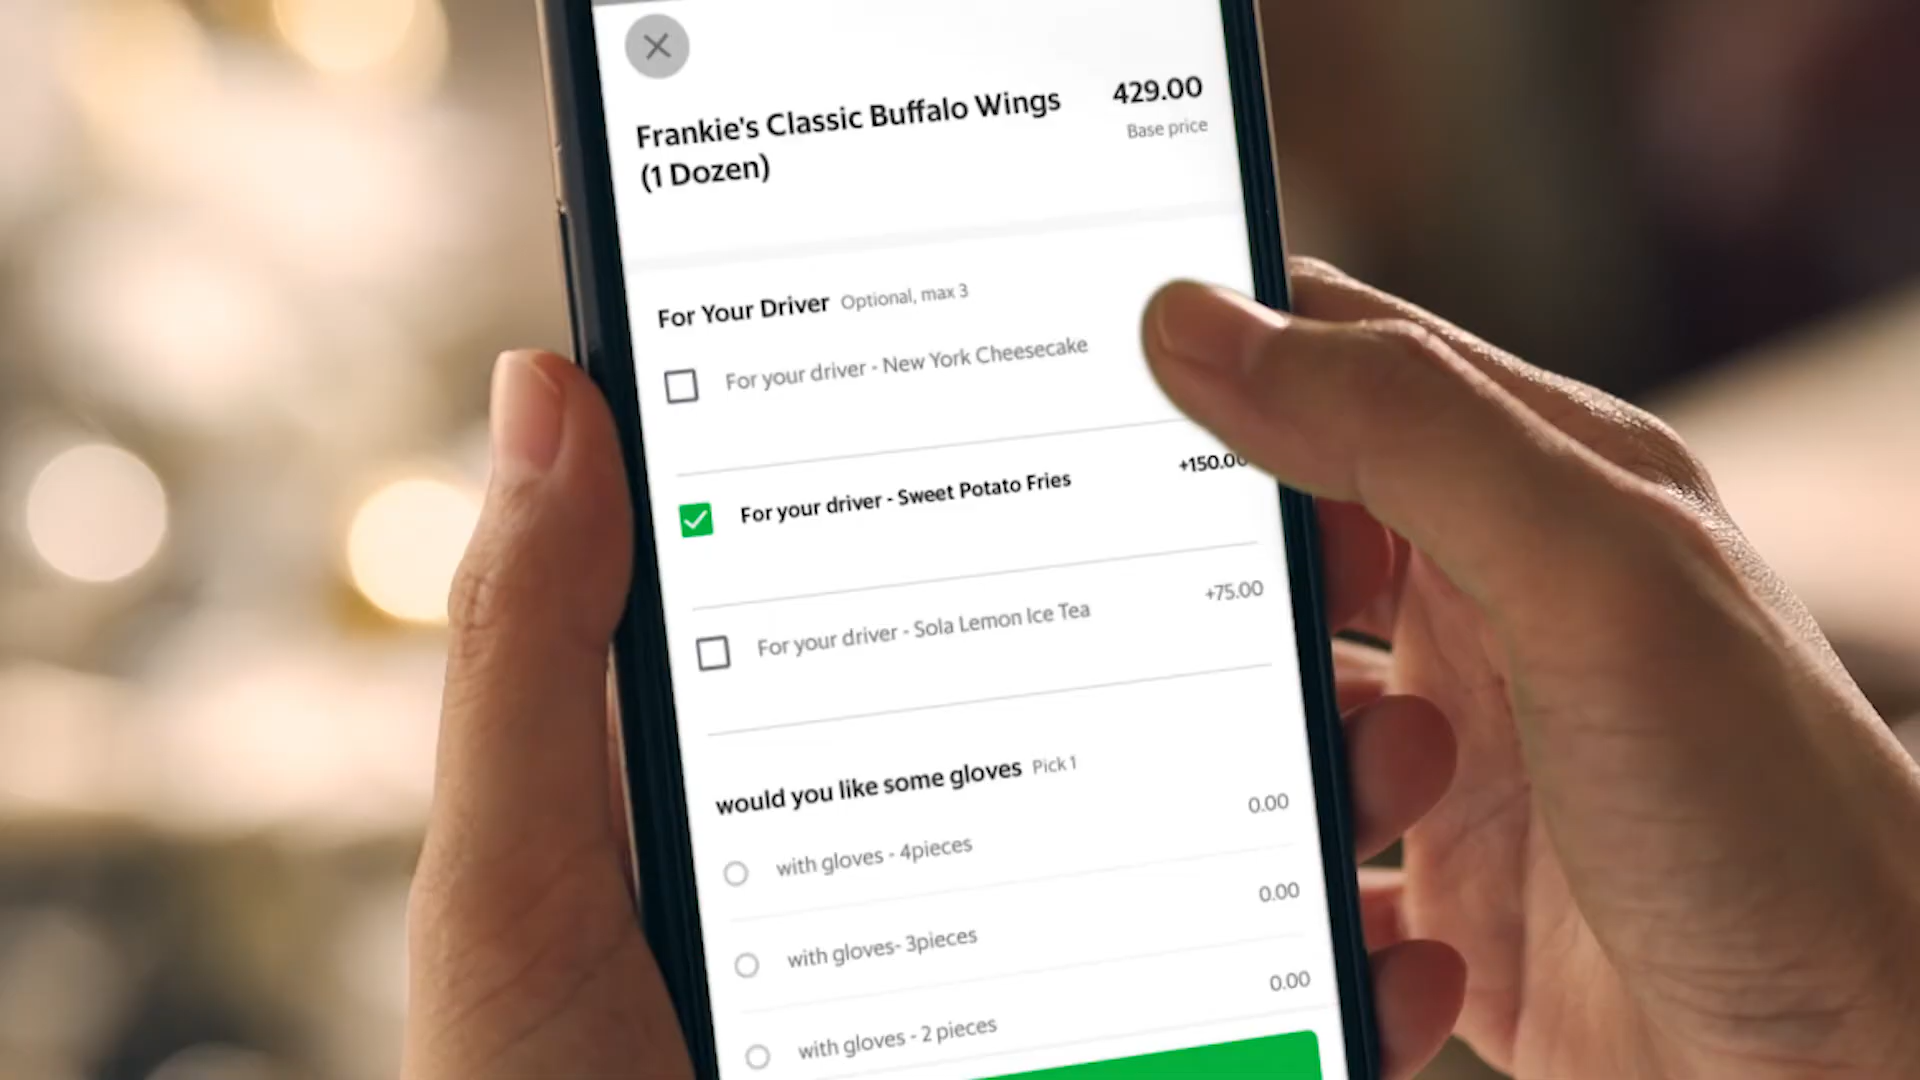 Frankie's Classic Buffalo Wings 429.00
(1 Dozen) Base price
For Your Driver Optional, max 3
For your driver - New York Cheesecake
For your driver - Sweet Potato Fries +150.00
For your driver - Sola Lemon Ice Tea +75.00
would you like some gloves Pick 1
with gloves - 4pieces 0.00
with gloves- 3pieces 0.00
with gloves - 2 pieces 0.00